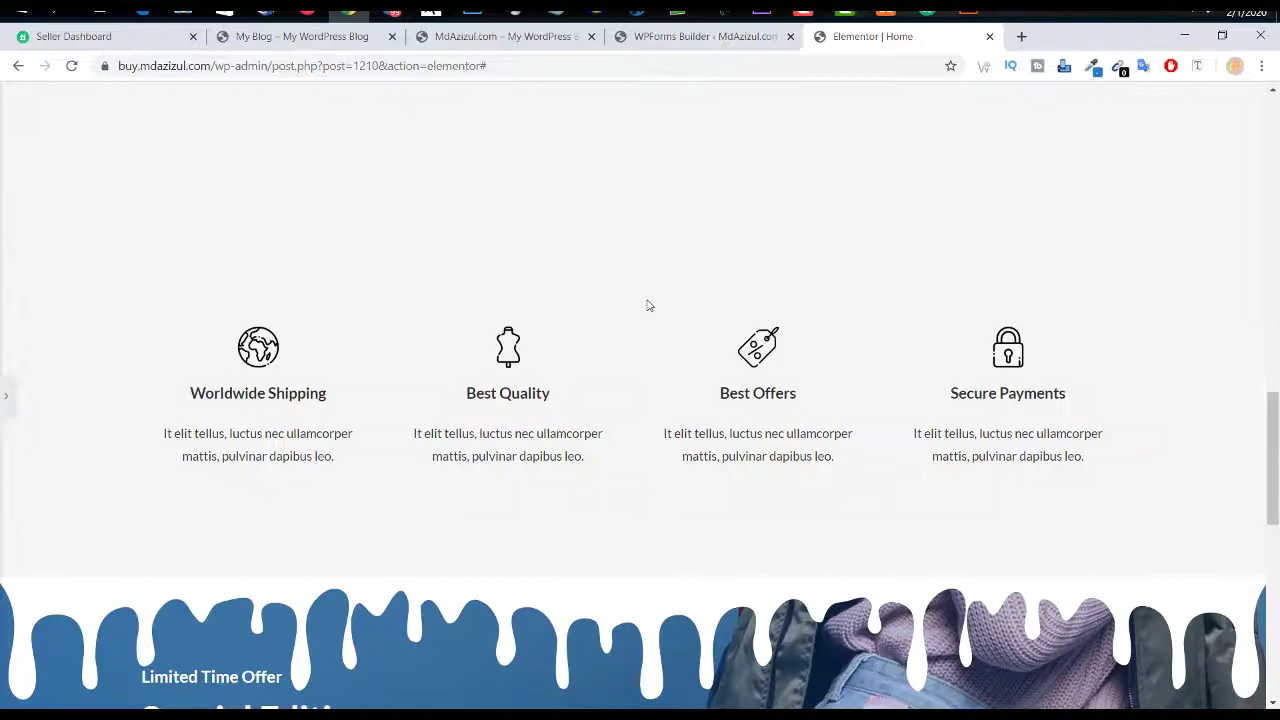 2/1/2020
Seller Dashboard
My Blog – My WordPress Blog
MdAzizul.com — My WordPress B
WPForms Builder ‹ MdAzizul.com
Elementor | Home
buy.mdazizul.com/wp-admin/post.php?post=1210&action=elementor#
Worldwide Shipping
Best Quality
Best Offers
Secure Payments
It elit tellus, luctus nec ullamcorper
mattis, pulvinar dapibus leo.
It elit tellus, luctus nec ullamcorper
mattis, pulvinar dapibus leo.
It elit tellus, luctus nec ullamcorper
mattis, pulvinar dapibus leo.
It elit tellus, luctus nec ullamcorper
mattis, pulvinar dapibus leo.
Limited Time Offer